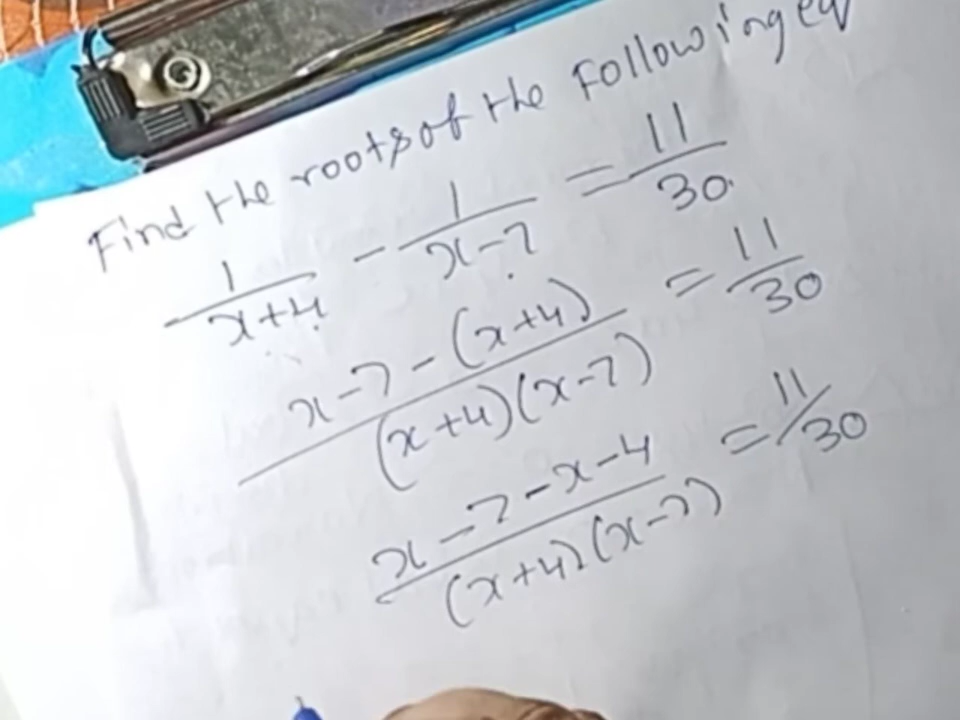 Find the roots of the following eq
1/(x+4) - 1/(x-7) = 11/30
x-7-(x+4)/(x+4)(x-7) = 11/30
x-7-x-4/(x+4)(x-7) = 11/30